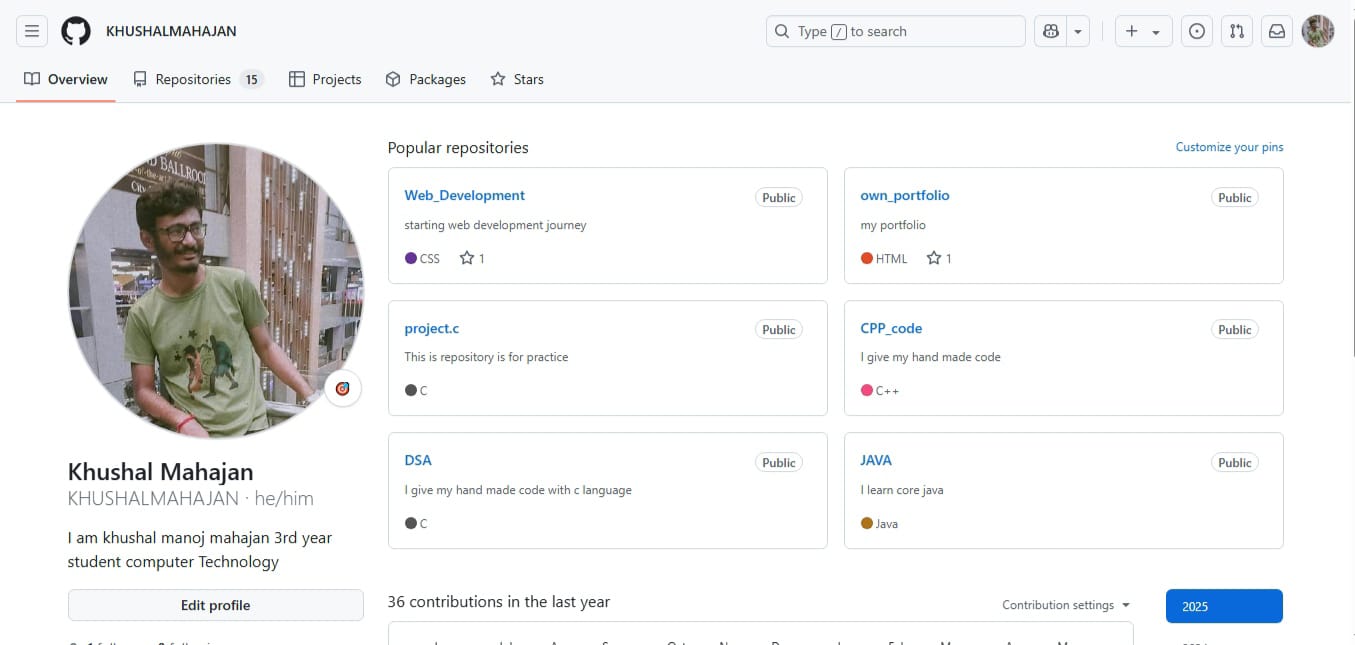 KHUSHALMAHAJAN
Type / to search
Overview
Repositories 15
Projects
Packages
Stars
BALLROO
City
Popular repositories
Customize your pins
Web_Development
Public
starting web development journey
CSS
1
own_portfolio
Public
my portfolio
HTML
1
project.c
Public
This is repository is for practice
C
CPP_code
Public
I give my hand made code
C++
DSA
Public
I give my hand made code with c language
C
JAVA
Public
I learn core java
Java
Khushal Mahajan
KHUSHALMAHAJAN · he/him
I am khushal manoj mahajan 3rd year
student computer Technology
Edit profile
36 contributions in the last year
Contribution settings
2025